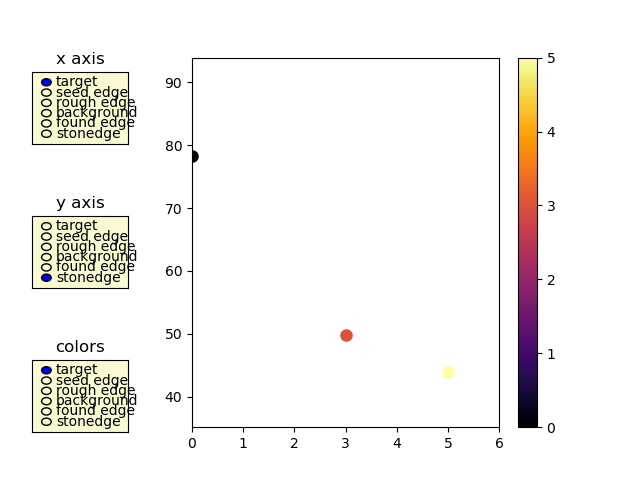 x axis
target
seed edge
rough edge
background
found edge
stonedge
y axis
target
seed edge
rough edge
background
found edge
stonedge
colors
target
seed edge
rough edge
background
found edge
stonedge
90
80
70
60
50
40
0 1 2 3 4 5 6
5
4
3
2
1
0